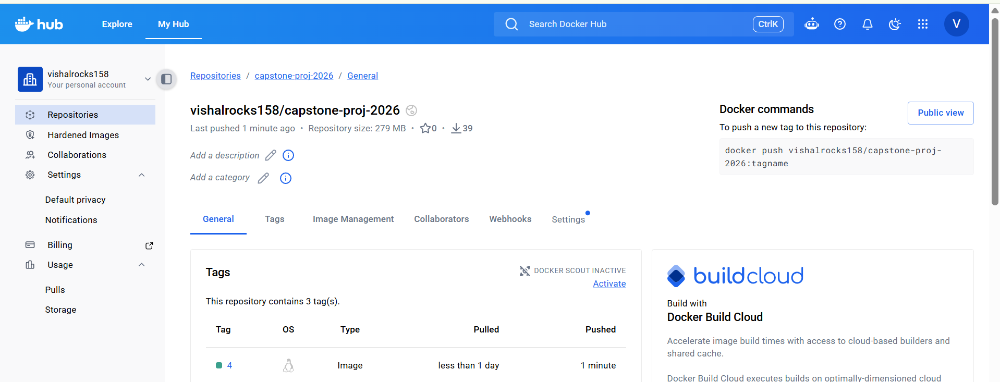 hub
Explore
My Hub
Search Docker Hub
CtrlK
V
vishalrocks158
Your personal account
Repositories
Hardened Images
Collaborations
Settings
Default privacy
Notifications
Billing
Usage
Pulls
Storage
Repositories / capstone-proj-2026 / General
vishalrocks158/capstone-proj-2026
Last pushed 1 minute ago • Repository size: 279 MB • 0 • 39
Add a description
Add a category
Docker commands
Public view
To push a new tag to this repository:
docker push vishalrocks158/capstone-proj-
2026:tagname
General
Tags
Image Management
Collaborators
Webhooks
Settings
Tags
DOCKER SCOUT INACTIVE
Activate
This repository contains 3 tag(s).
Tag OS Type Pulled Pushed
4 Image less than 1 day 1 minute
buildcloud
Build with
Docker Build Cloud
Accelerate image build times with access to cloud-based builders and
shared cache.
Docker Build Cloud executes builds on optimally-dimensioned cloud